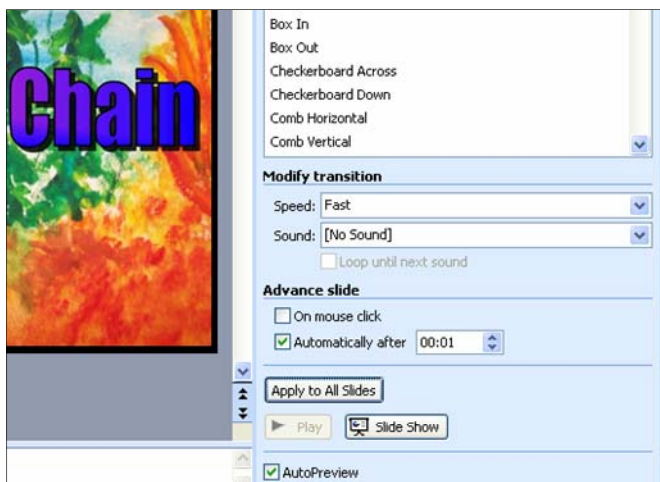 Chain
Box In
Box Out
Checkerboard Across
Checkerboard Down
Comb Horizontal
Comb Vertical
Modify transition
Speed: Fast
Sound: [No Sound]
Loop until next sound
Advance slide
On mouse click
Automatically after 00:01
Apply to All Slides
Play Slide Show
AutoPreview